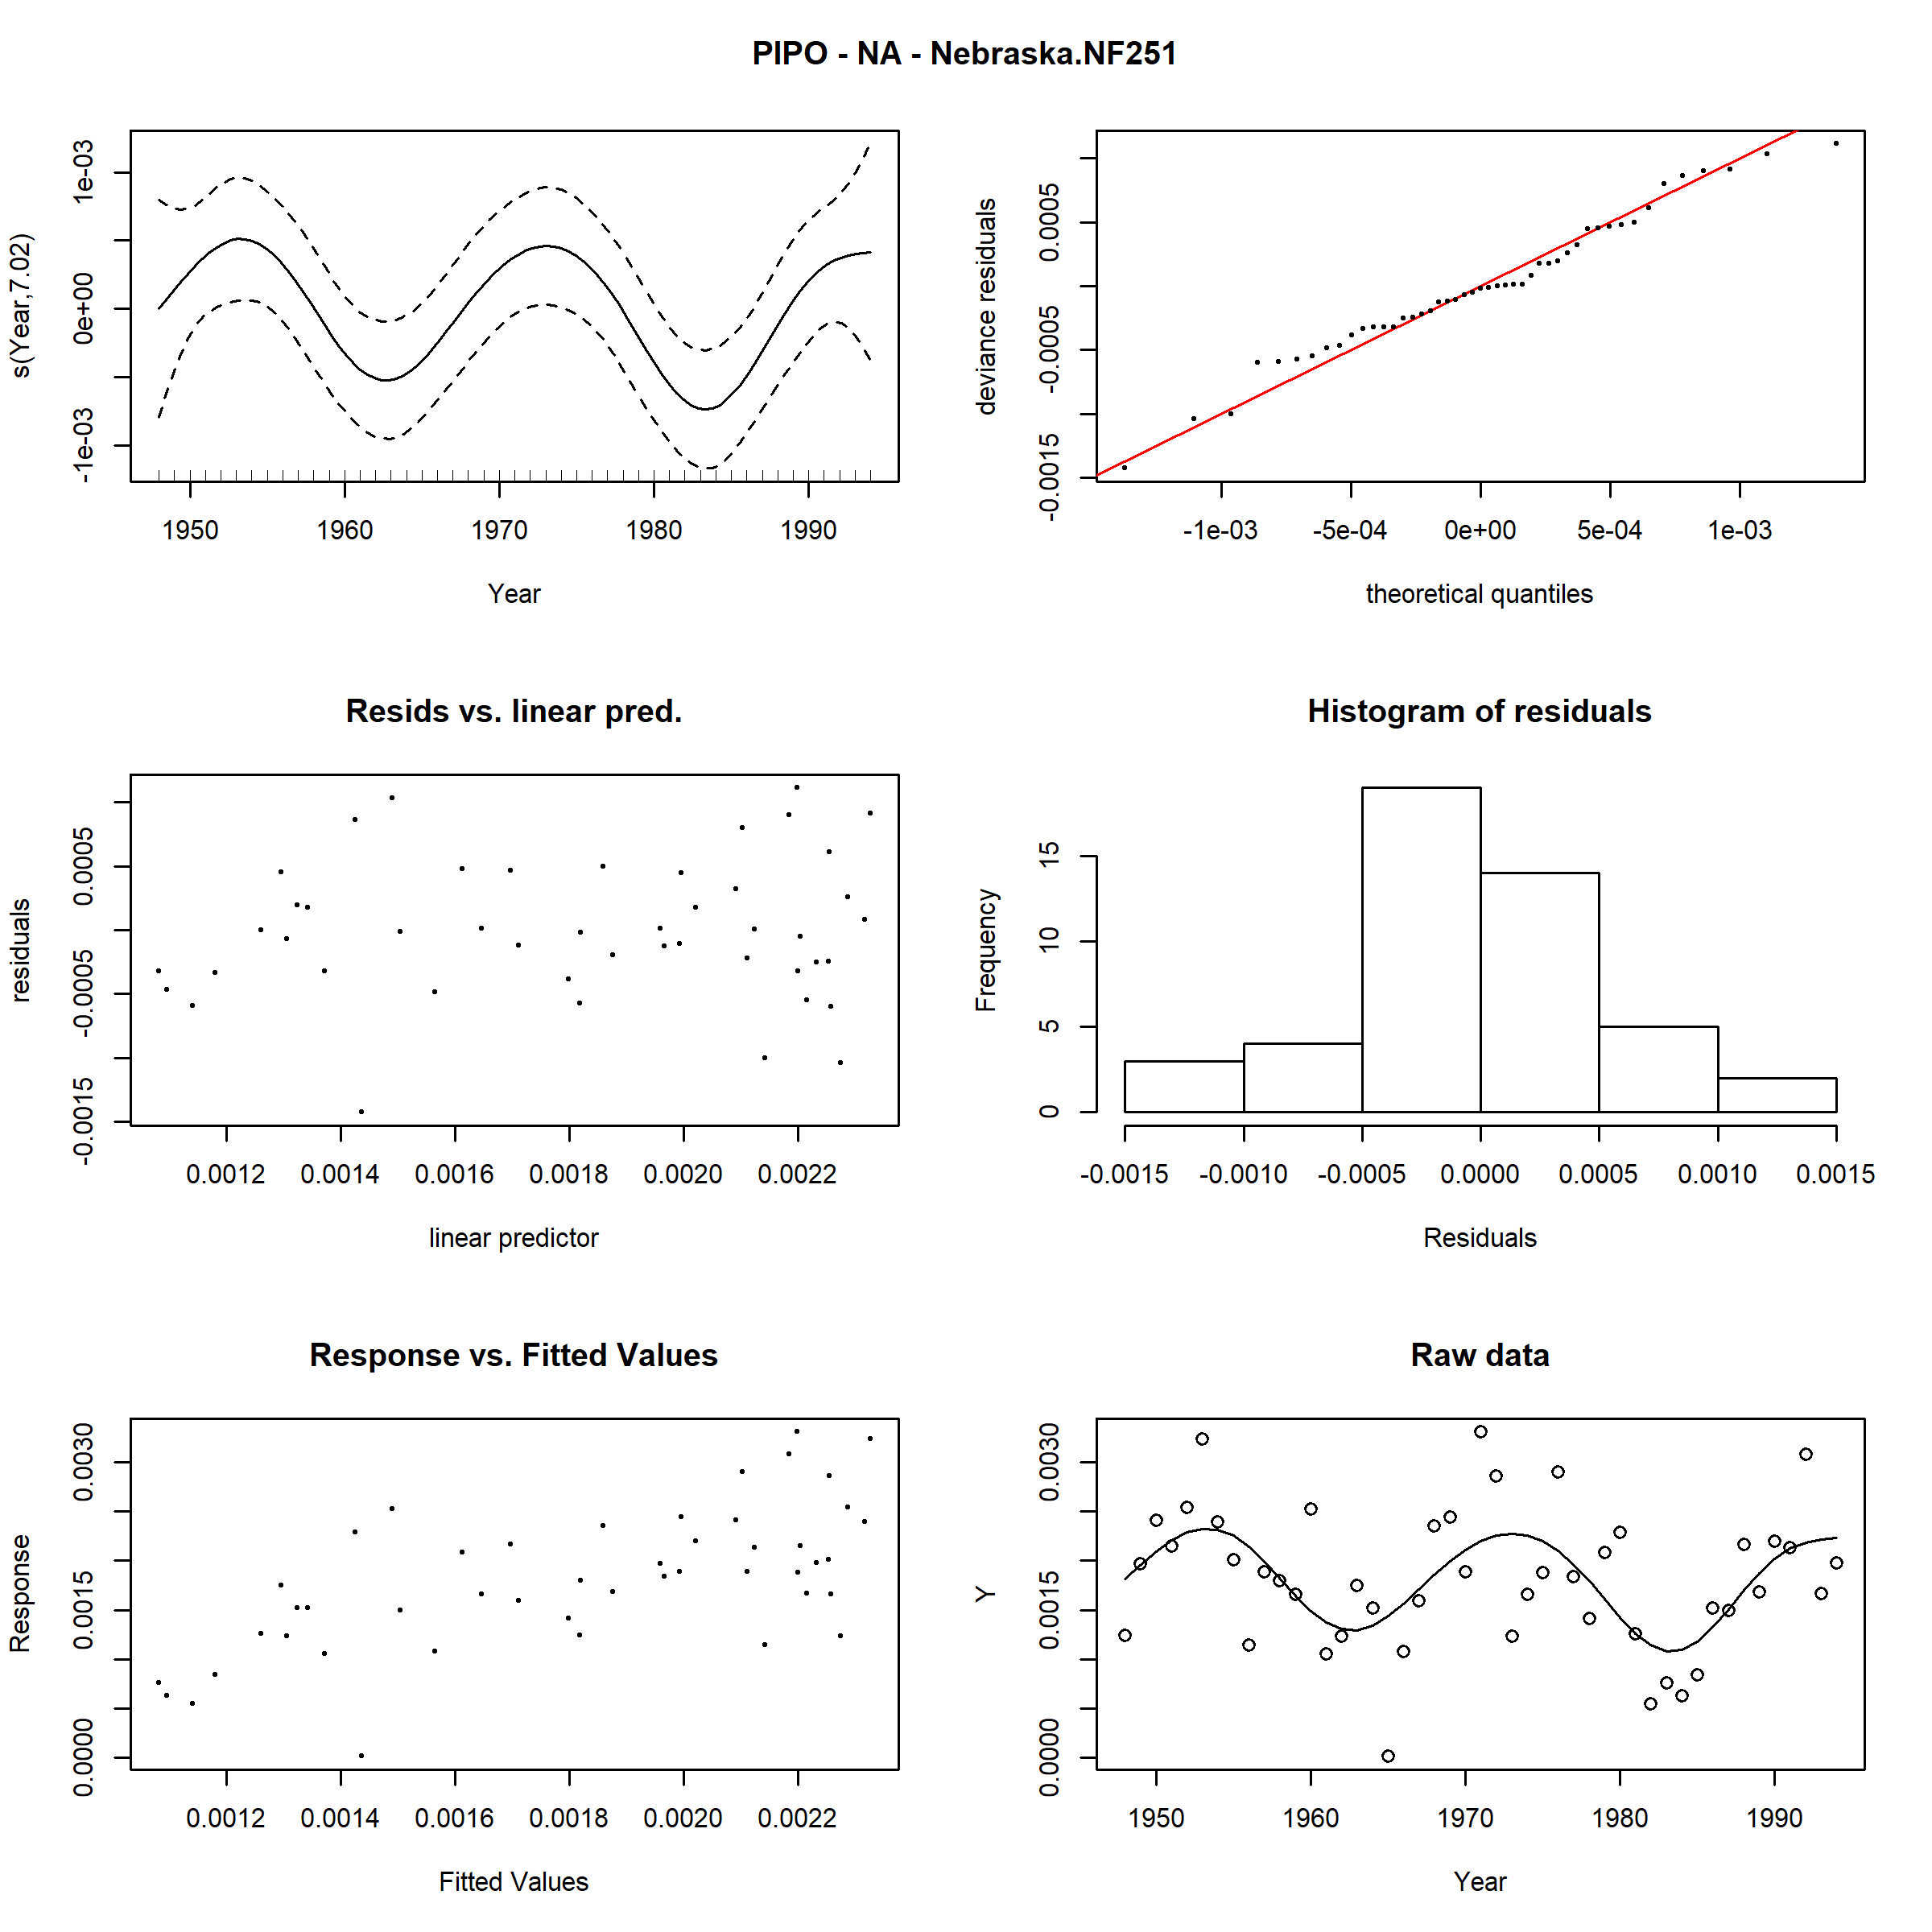 PIPO - NA - Nebraska.NF251
s(Year,7.02)
1e-03
0e+00
-1e-03
1950 1960 1970 1980 1990
Year
deviance residuals
0.0005
-0.0005
-0.0015
-1e-03 -5e-04 0e+00 5e-04 1e-03
theoretical quantiles
Resids vs. linear pred.
residuals
0.0005
-0.0005
-0.0015
0.0012 0.0014 0.0016 0.0018 0.0020 0.0022
linear predictor
Histogram of residuals
Frequency
15
10
5
0
-0.0015 -0.0010 -0.0005 0.0000 0.0005 0.0010 0.0015
Residuals
Response vs. Fitted Values
Response
0.0030
0.0015
0.0000
0.0012 0.0014 0.0016 0.0018 0.0020 0.0022
Fitted Values
Raw data
Y
0.0030
0.0015
0.0000
1950 1960 1970 1980 1990
Year